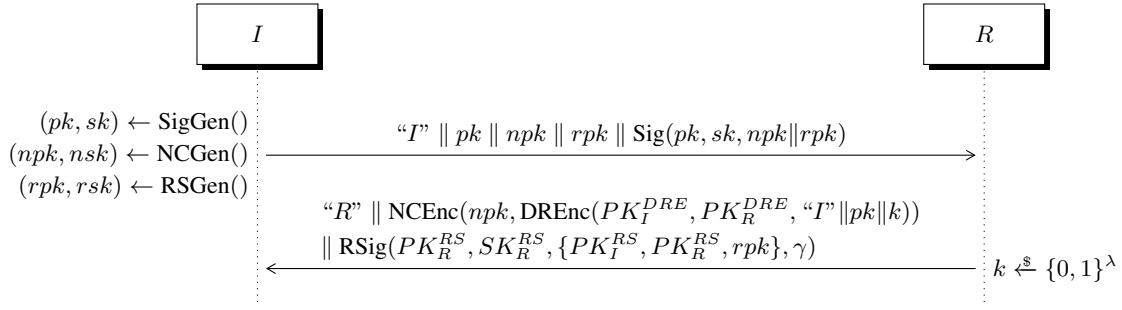 I R
(pk, sk) ← SigGen()
“I” ∥ pk ∥ npk ∥ rpk ∥ Sig(pk, sk, npk∥rpk)
(npk, nsk) ← NCGen()
(rpk, rsk) ← RSGen()
“R” ∥ NCEnc(npk, DREnc(PK_I^{DRE}, PK_R^{DRE}, “I”∥pk∥k))
∥ RSig(PK_R^{RS}, SK_R^{RS}, {PK_I^{RS}, PK_R^{RS}, rpk}, γ)
k ←$ {0, 1}^λ